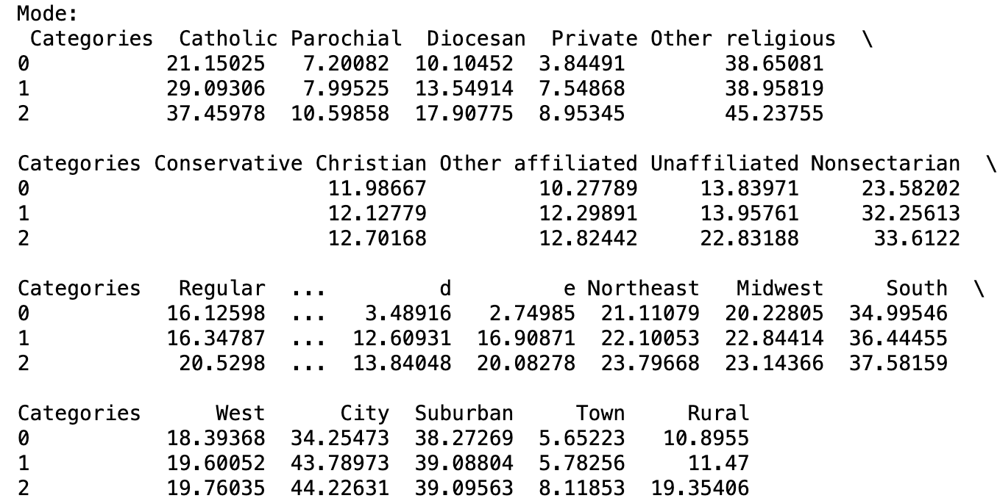 Mode:
Categories Catholic Parochial Diocesan Private Other religious \
0 21.15025 7.20082 10.10452 3.84491 38.65081
1 29.09306 7.99525 13.54914 7.54868 38.95819
2 37.45978 10.59858 17.90775 8.95345 45.23755
Categories Conservative Christian Other affiliated Unaffiliated Nonsectarian \
0 11.98667 10.27789 13.83971 23.58202
1 12.12779 12.29891 13.95761 32.25613
2 12.70168 12.82442 22.83188 33.6122
Categories Regular ... d e Northeast Midwest South \
0 16.12598 ... 3.48916 2.74985 21.11079 20.22805 34.99546
1 16.34787 ... 12.60931 16.90871 22.10053 22.84414 36.44455
2 20.5298 ... 13.84048 20.08278 23.79668 23.14366 37.58159
Categories West City Suburban Town Rural
0 18.39368 34.25473 38.27269 5.65223 10.8955
1 19.60052 43.78973 39.08804 5.78256 11.47
2 19.76035 44.22631 39.09563 8.11853 19.35406